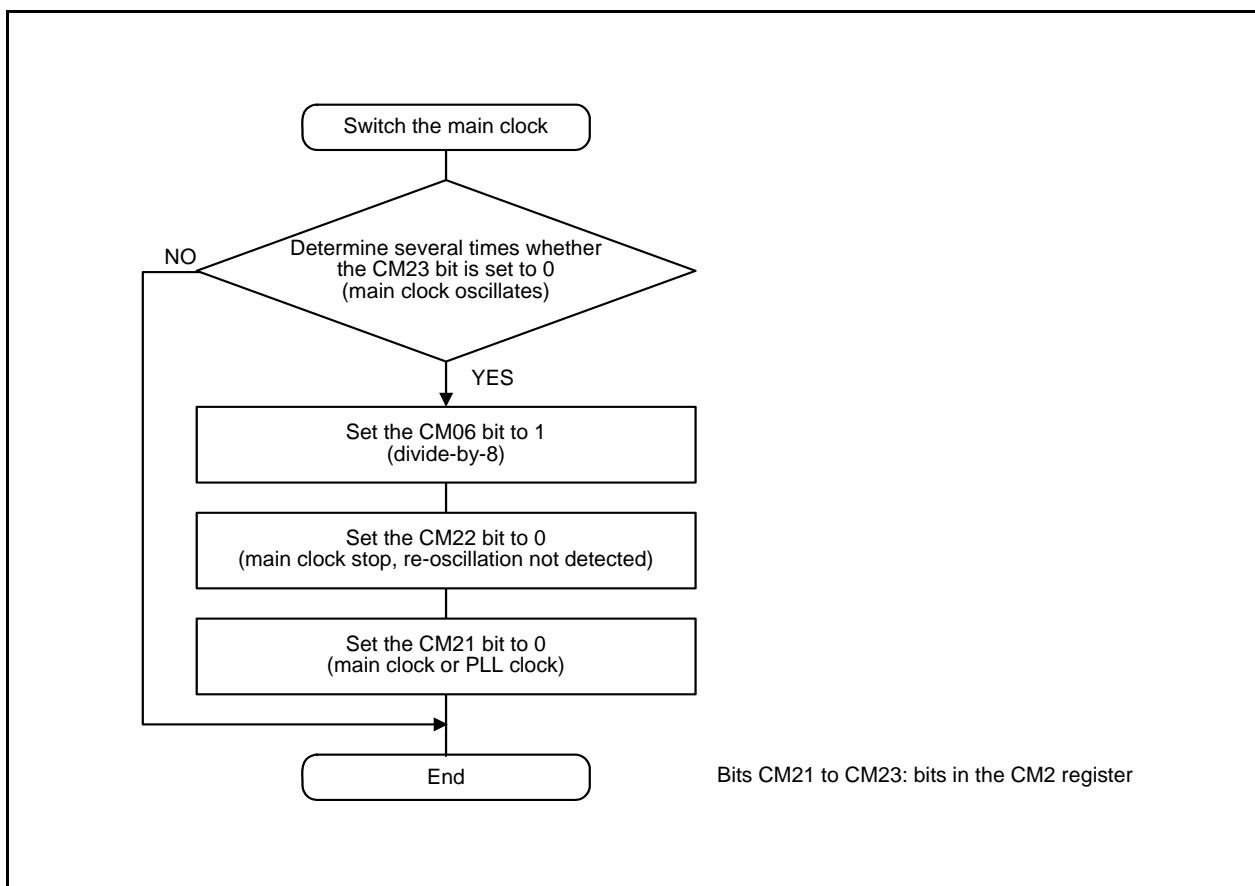 Switch the main clock
Determine several times whether
the CM23 bit is set to 0
(main clock oscillates)
NO
YES
Set the CM06 bit to 1
(divide-by-8)
Set the CM22 bit to 0
(main clock stop, re-oscillation not detected)
Set the CM21 bit to 0
(main clock or PLL clock)
End
Bits CM21 to CM23: bits in the CM2 register